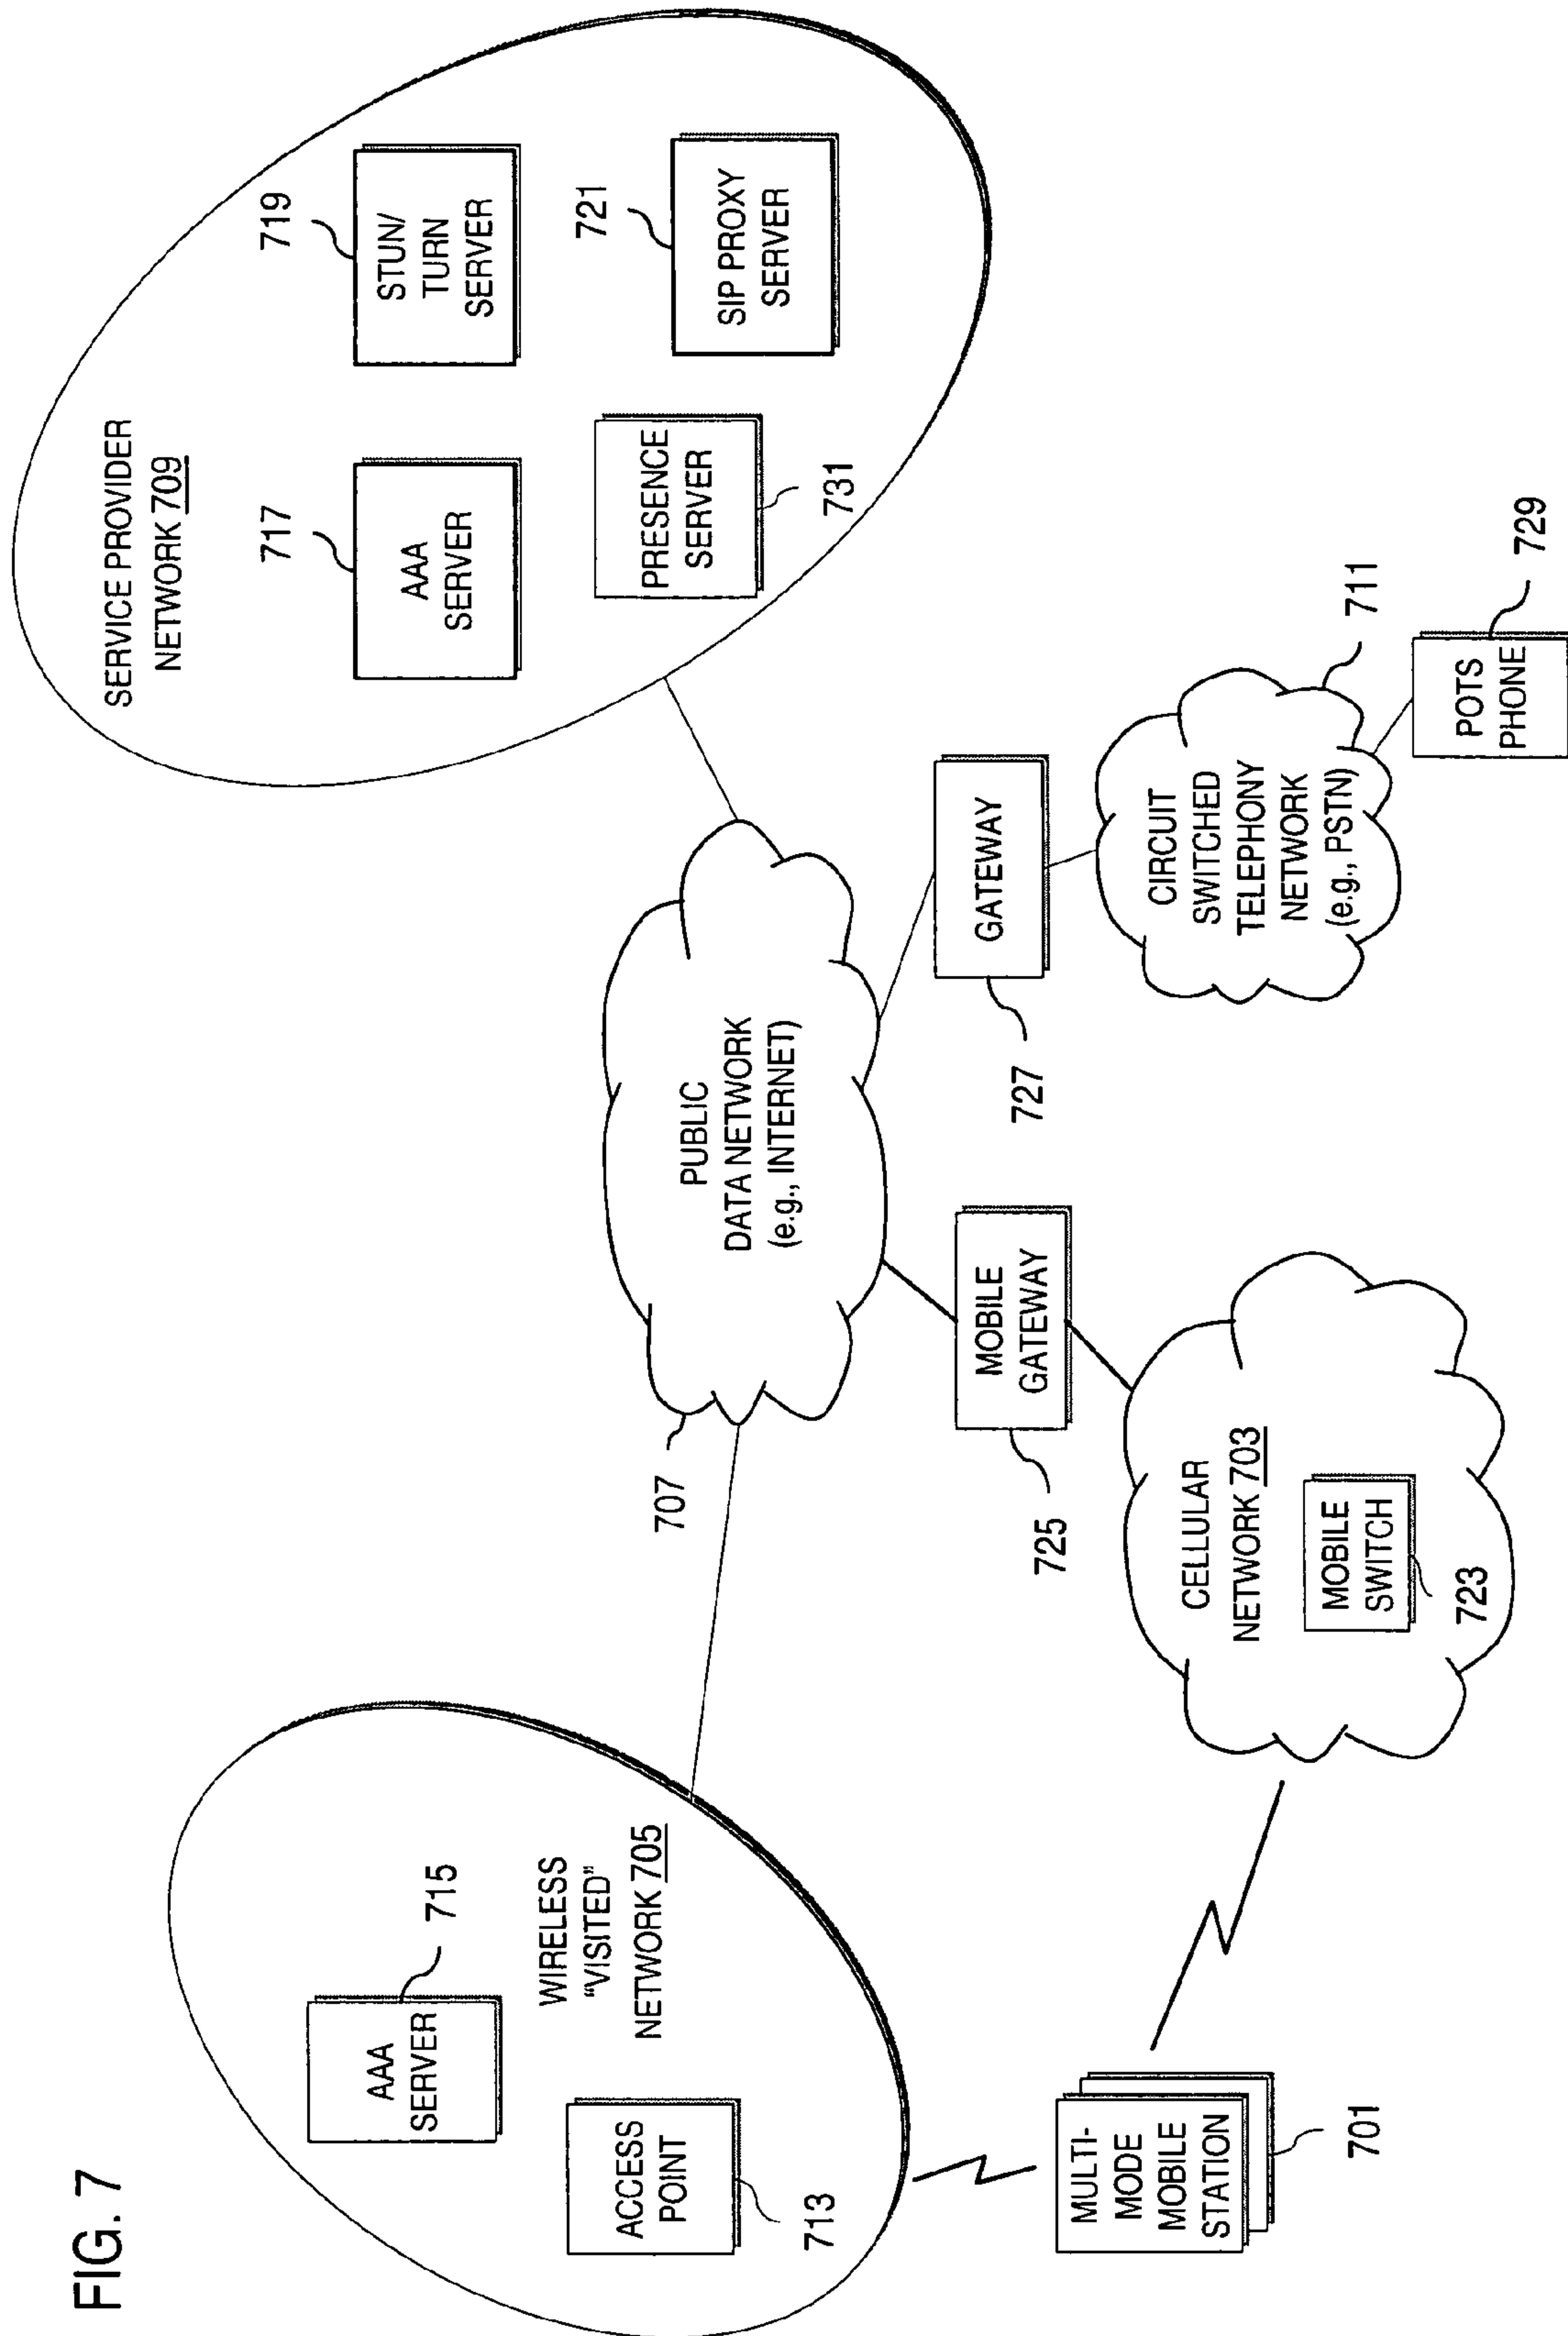 FIG. 7
AAA
SERVER
715
WIRELESS
“VISITED”
NETWORK 705
ACCESS
POINT
713
MULTI-
MODE
MOBILE
STATION
701
SERVICE PROVIDER
NETWORK 709
717
AAA
SERVER
719
STUN/
TURN
SERVER
PRESENCE
SERVER
731
721
SIP PROXY
SERVER
707
PUBLIC
DATA NETWORK
(e.g., INTERNET)
725
MOBILE
GATEWAY
727
GATEWAY
CELLULAR
NETWORK 703
MOBILE
SWITCH
723
CIRCUIT
SWITCHED
TELEPHONY
NETWORK
(e.g., PSTN)
711
POTS
PHONE
729